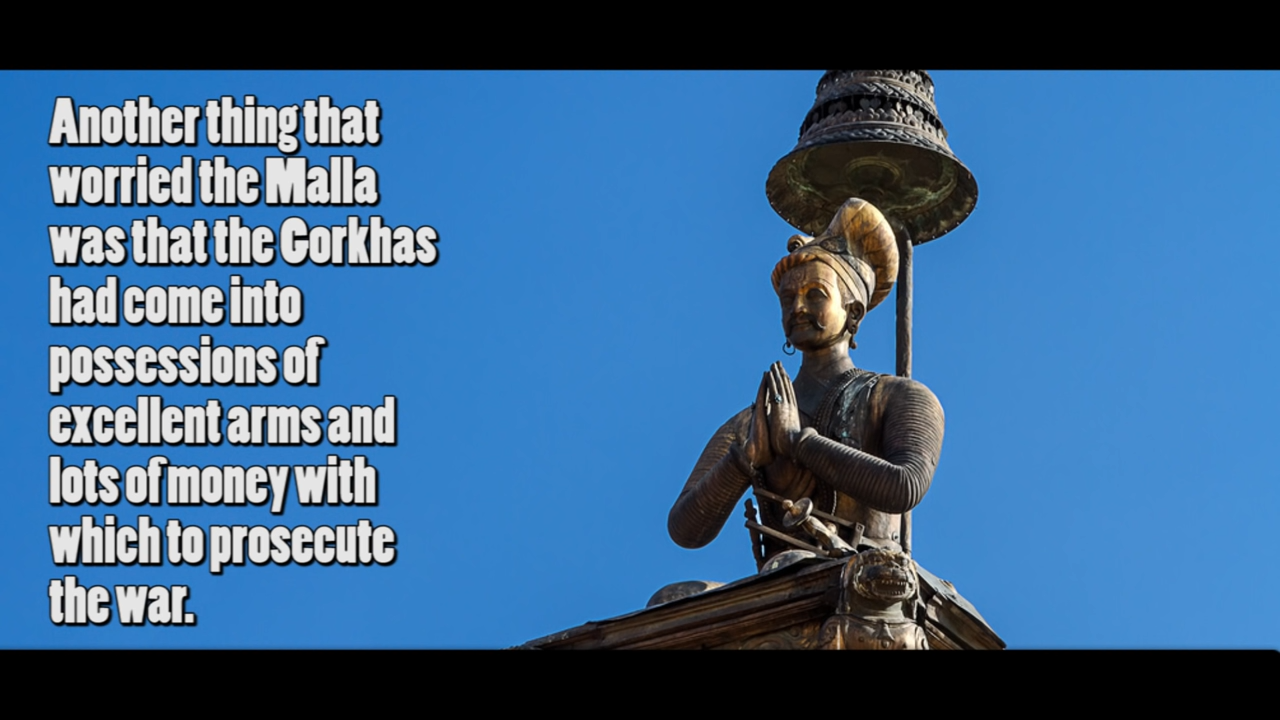 Another thing that
worried the Malla
was that the Gorkhas
had come into
possessions of
excellent arms and
lots of money with
which to prosecute
the war.